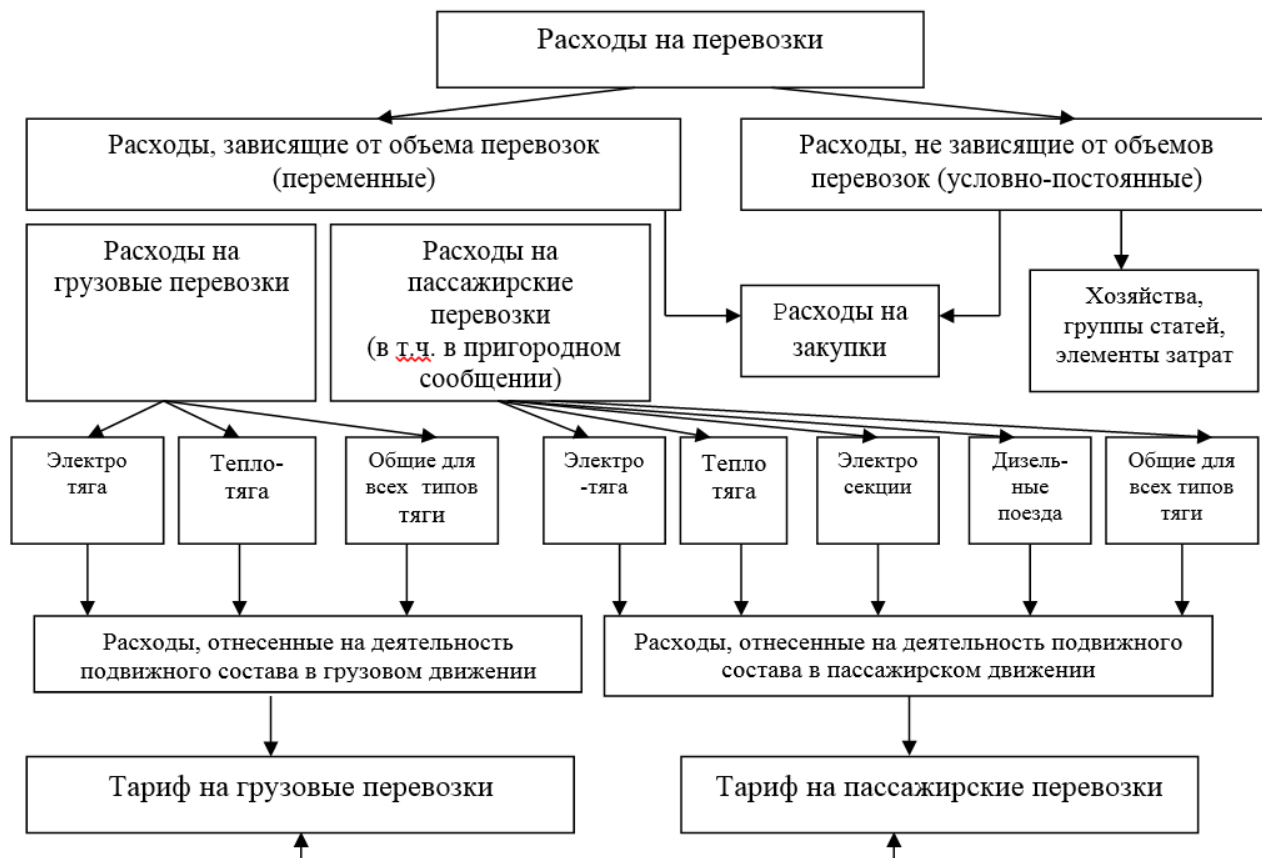 Расходы на перевозки
Расходы, зависящие от объема перевозок
(переменные)
Расходы, не зависящие от объемов
перевозок (условно-постоянные)
Расходы на
грузовые перевозки
Расходы на
пассажирские
перевозки
(в т.ч. в пригородном
сообщении)
Расходы на
закупки
Хозяйства,
группы статей,
элементы затрат
Электро
тяга
Тепло-
тяга
Общие для
всех типов
тяги
Электро
-тяга
Тепло
тяга
Электро
секции
Дизель-
ные
поезда
Общие для
всех типов
тяги
Расходы, отнесенные на деятельность
подвижного состава в грузовом движении
Расходы, отнесенные на деятельность подвижного
состава в пассажирском движении
Тариф на грузовые перевозки
Тариф на пассажирские перевозки